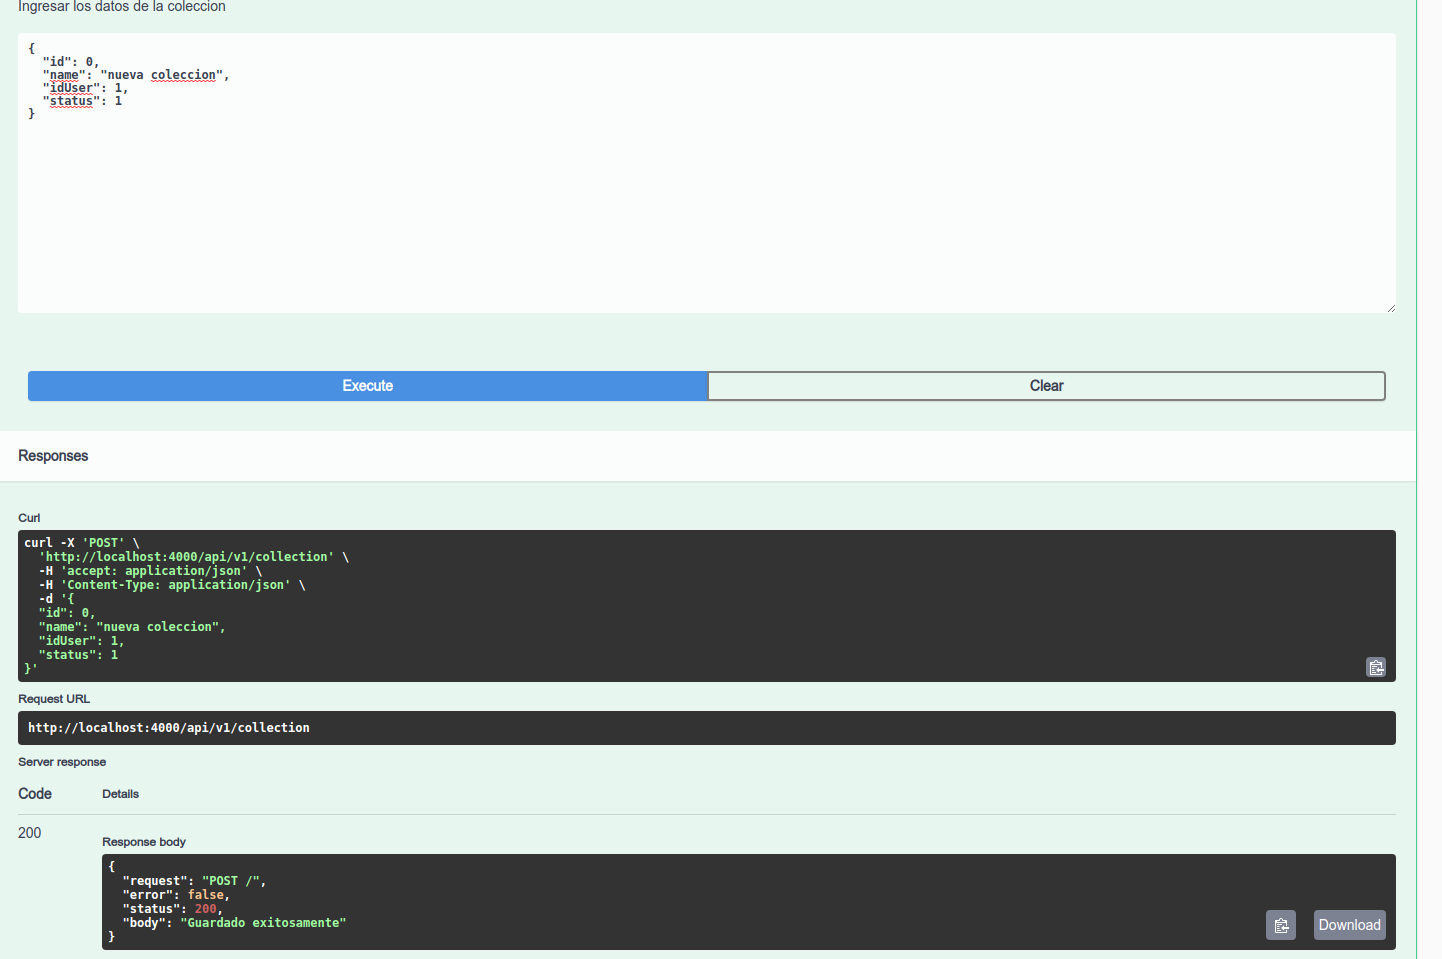 Ingresar los datos de la coleccion
{
  "id": 0,
  "name": "nueva coleccion",
  "idUser": 1,
  "status": 1
}
Execute
Clear
Responses
Curl
curl -X 'POST' \
  'http://localhost:4000/api/v1/collection' \
  -H 'accept: application/json' \
  -H 'Content-Type: application/json' \
  -d '{
  "id": 0,
  "name": "nueva coleccion",
  "idUser": 1,
  "status": 1
}'
Request URL
http://localhost:4000/api/v1/collection
Server response
Code Details
200
Response body
{
  "request": "POST /",
  "error": false,
  "status": 200,
  "body": "Guardado exitosamente"
}
Download